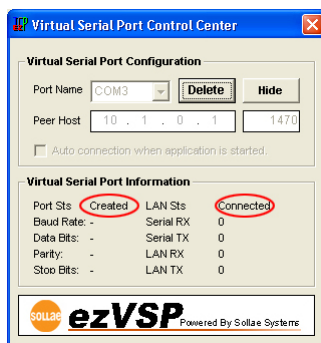 Virtual Serial Port Control Center
Virtual Serial Port Configuration
Port Name COM3 Delete Hide
Peer Host 10 . 1 . 0 . 1 1470
Auto connection when application is started.
Virtual Serial Port Information
Port Sts Created LAN Sts Connected
Baud Rate: - Serial RX 0
Data Bits: - Serial TX 0
Parity: - LAN RX 0
Stop Bits: - LAN TX 0
sollae ezVSP Powered By Sollae Systems